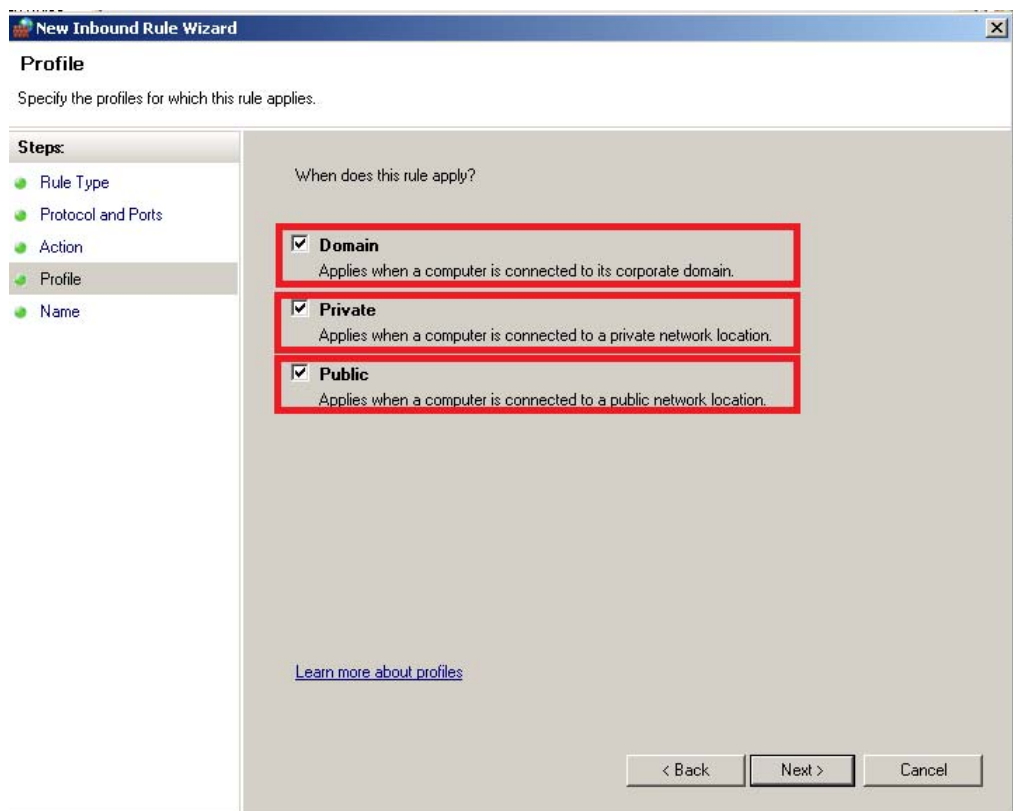 New Inbound Rule Wizard
Profile
Specify the profiles for which this rule applies.
Steps:
Rule Type
Protocol and Ports
Action
Profile
Name
When does this rule apply?
Domain
Applies when a computer is connected to its corporate domain.
Private
Applies when a computer is connected to a private network location.
Public
Applies when a computer is connected to a public network location.
Learn more about profiles
< Back
Next >
Cancel